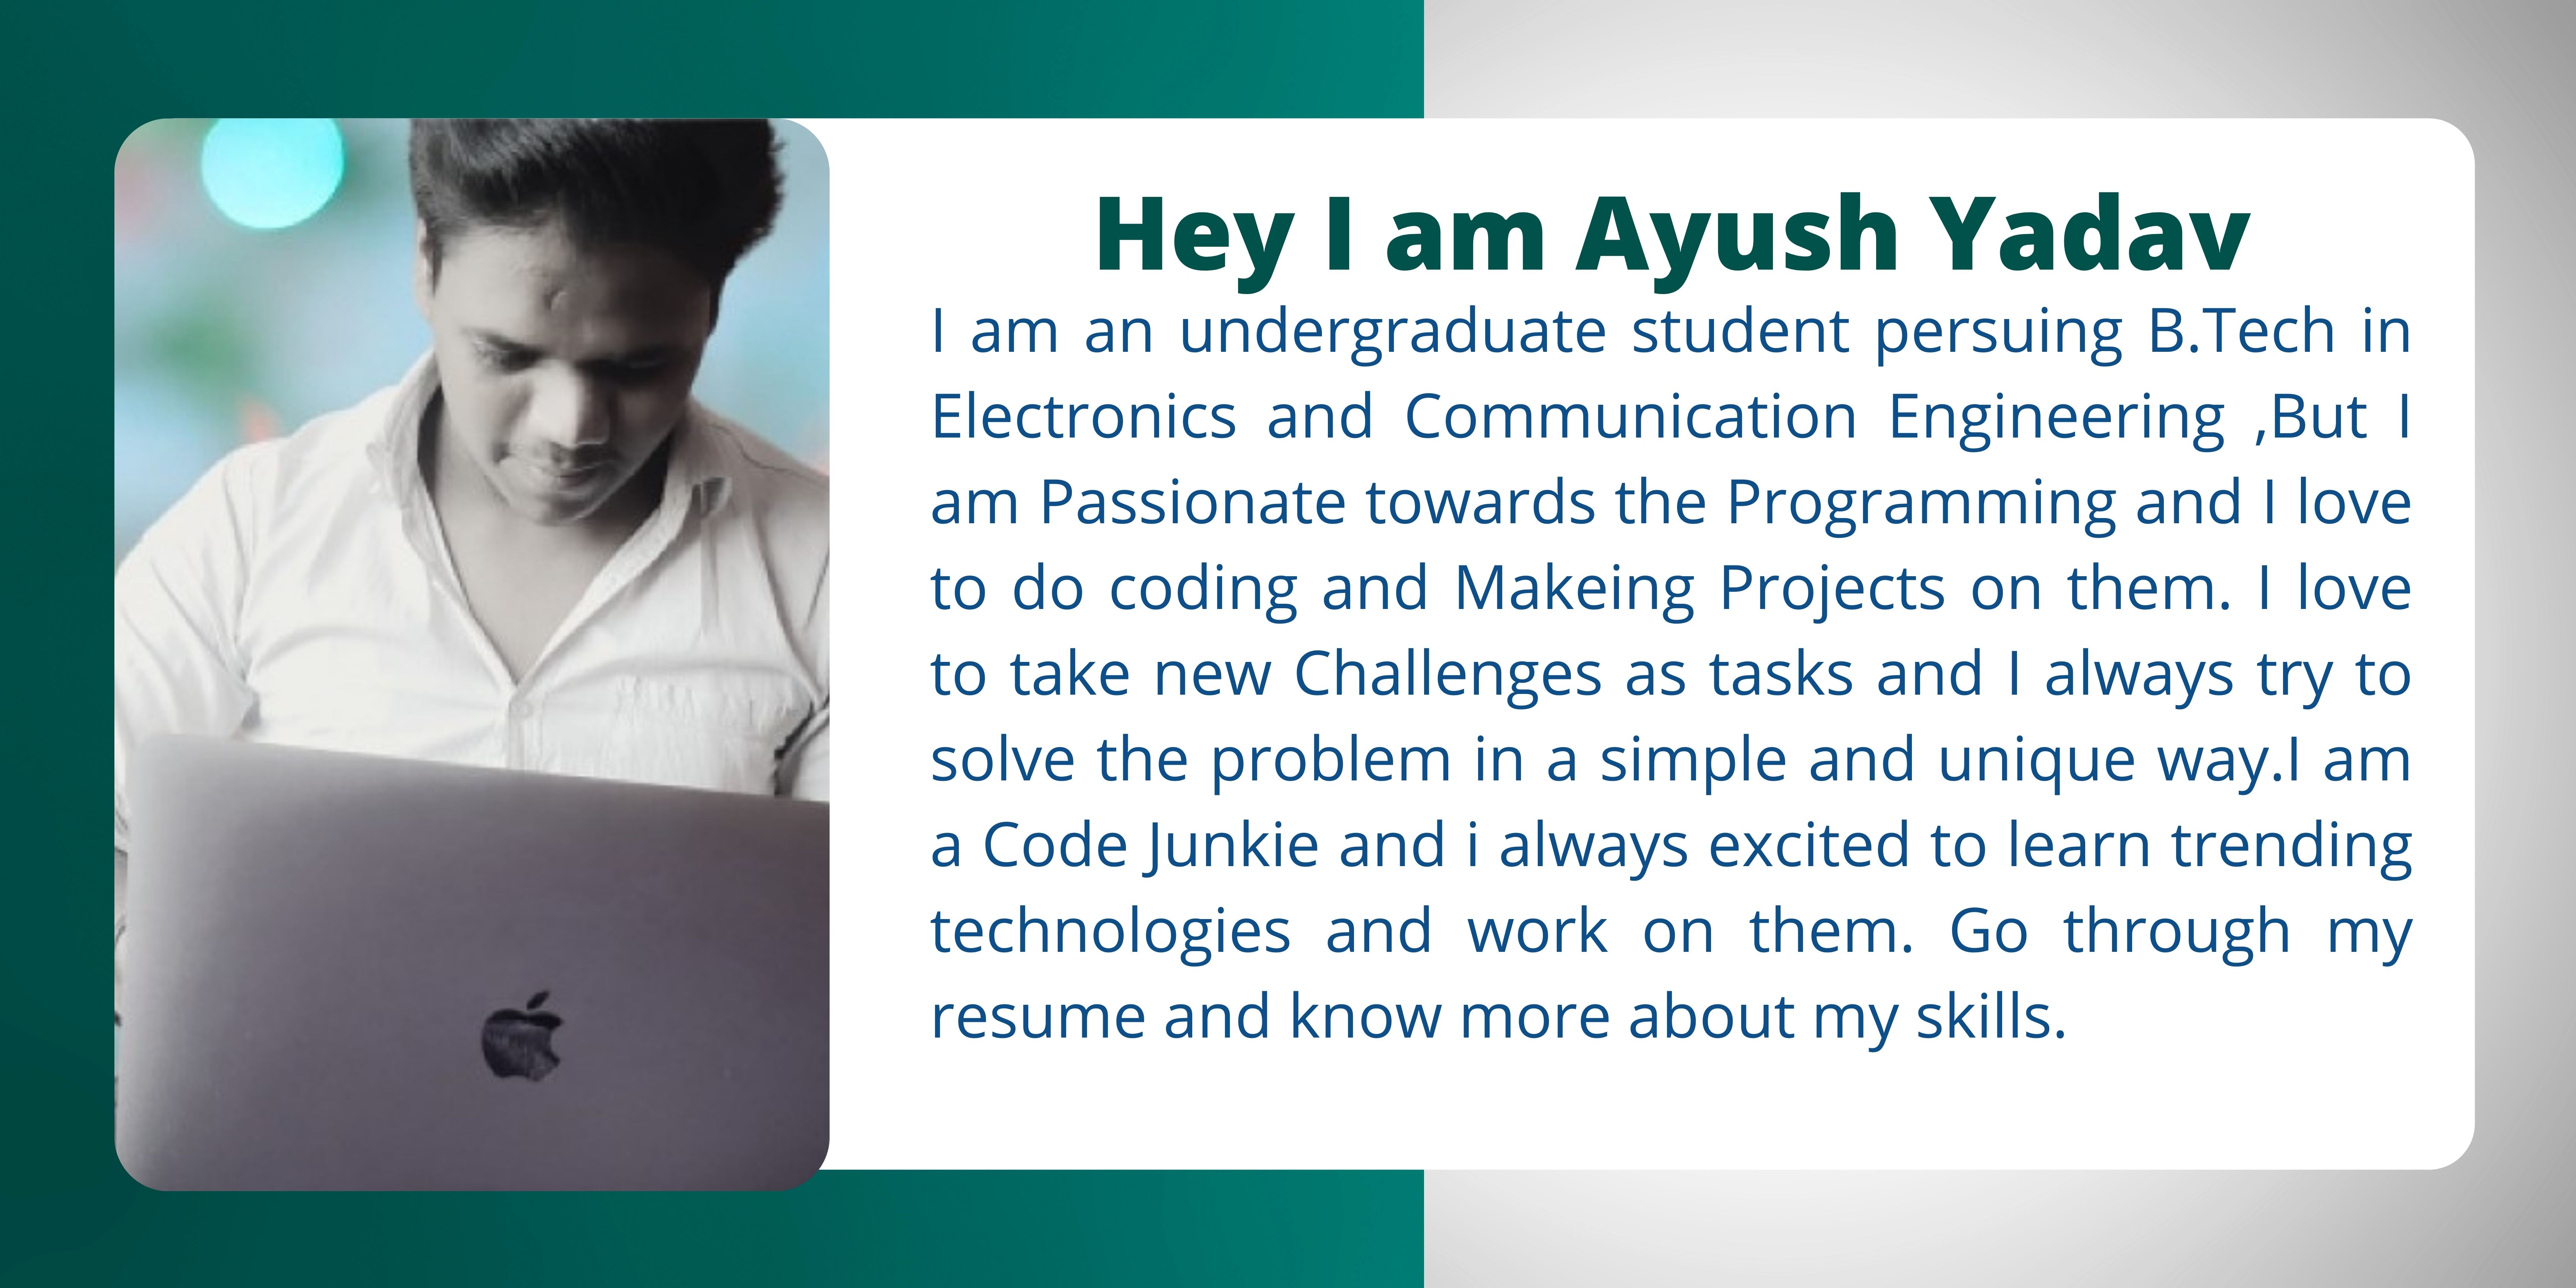 Hey I am Ayush Yadav
I am an undergraduate student persuing B.Tech in
Electronics and Communication Engineering ,But I
am Passionate towards the Programming and I love
to do coding and Makeing Projects on them. I love
to take new Challenges as tasks and I always try to
solve the problem in a simple and unique way.I am
a Code Junkie and i always excited to learn trending
technologies and work on them. Go through my
resume and know more about my skills.